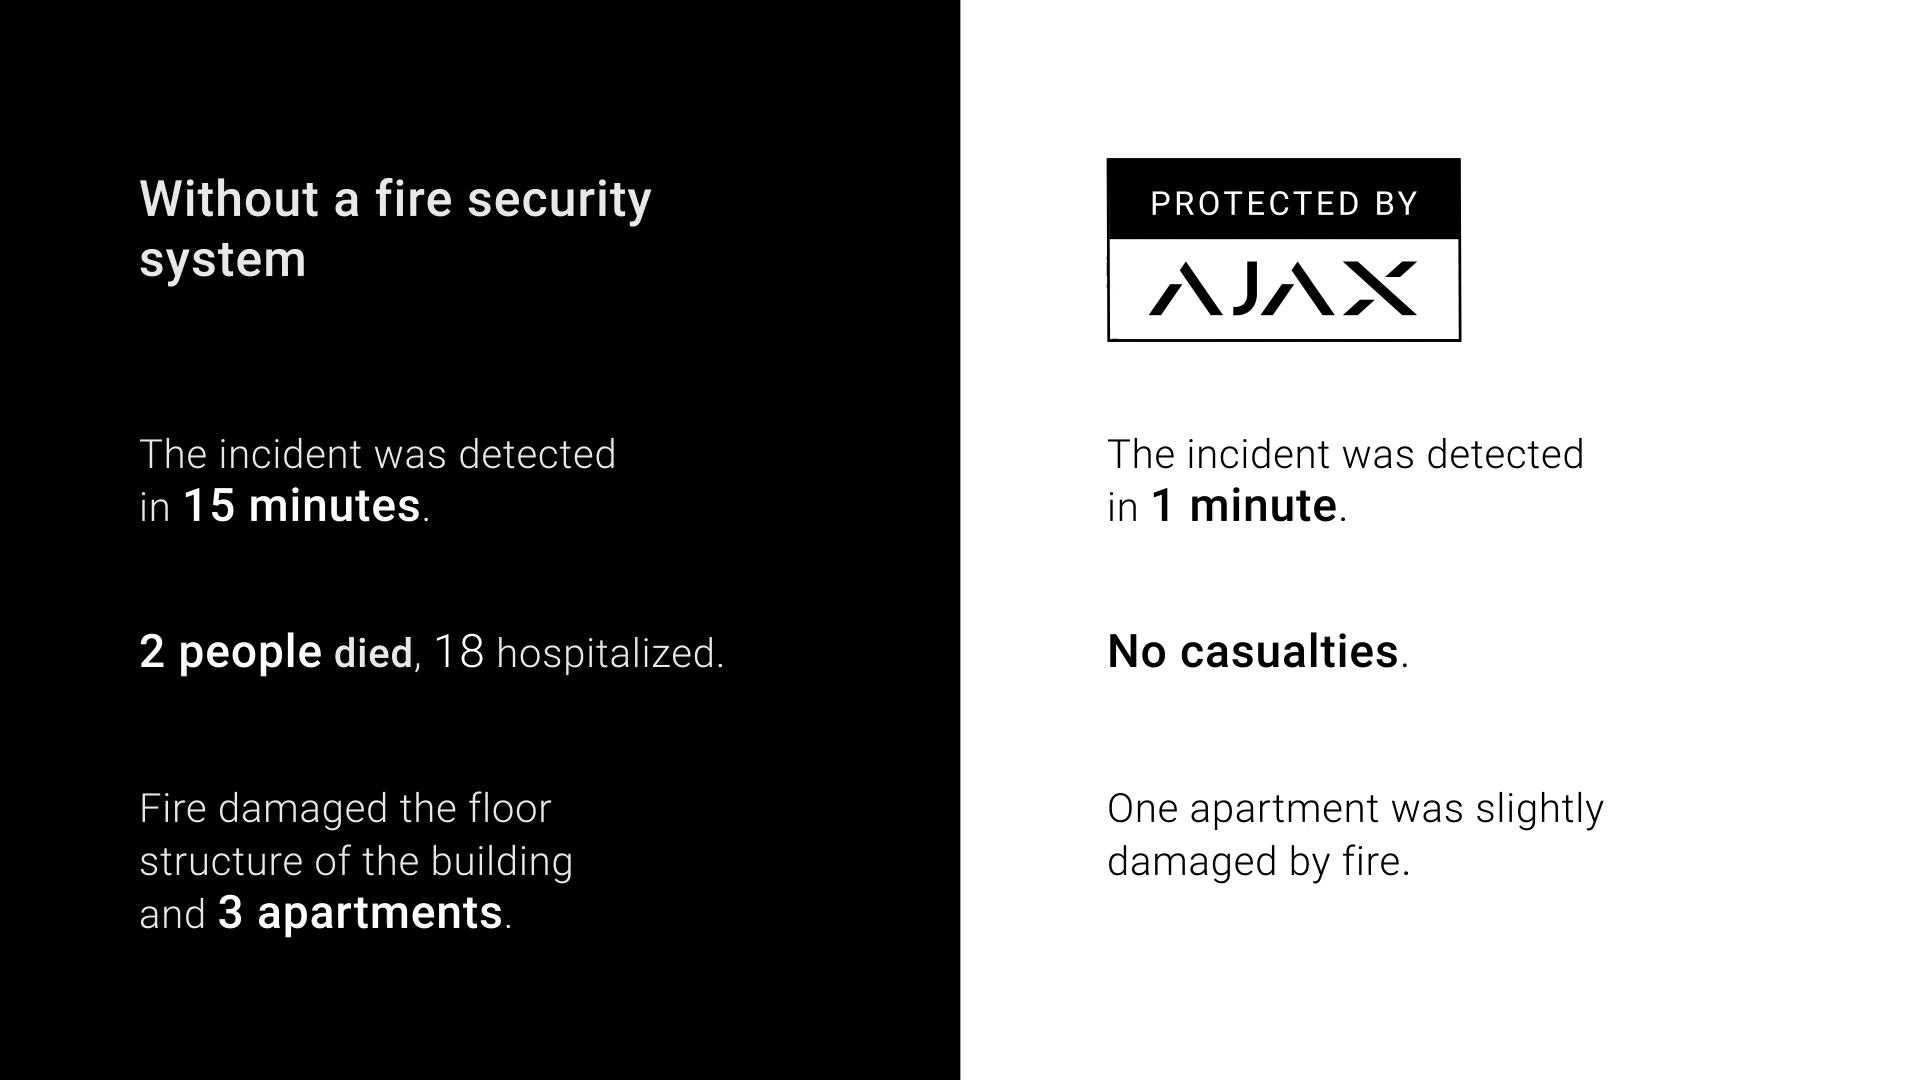 Without a fire security
system
The incident was detected
in 15 minutes.
2 people died, 18 hospitalized.
Fire damaged the floor
structure of the building
and 3 apartments.
PROTECTED BY
AJAX
The incident was detected
in 1 minute.
No casualties.
One apartment was slightly
damaged by fire.